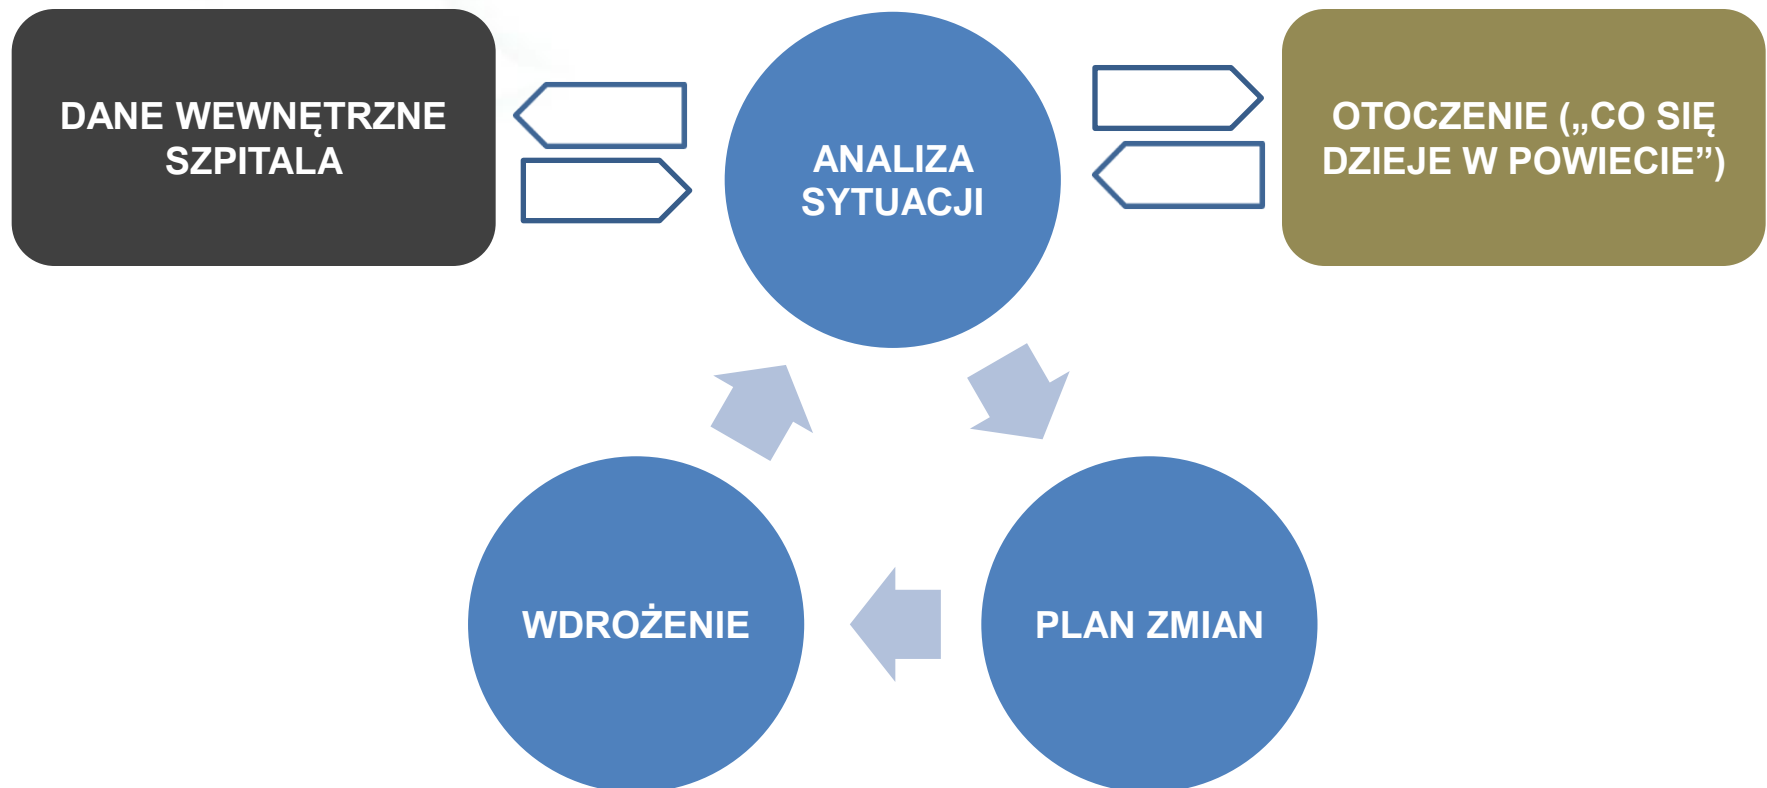 DANE WEWNĘTRZNE
SZPITALA
ANALIZA
SYTUACJI
OTOCZENIE („CO SIĘ
DZIEJE W POWIECIE”)
WDROŻENIE
PLAN ZMIAN